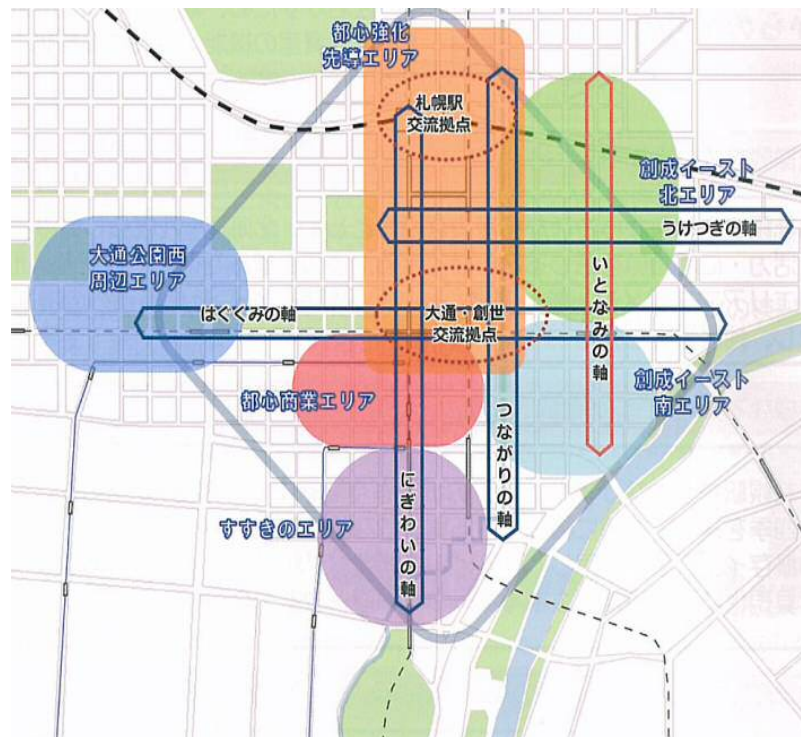 都心強化
先導エリア
札幌駅
交流拠点
創成イースト
北エリア
うけつぎの軸
大通公園西
周辺エリア
いとなみの軸
はぐくみの軸
大通・創世
交流拠点
創成イースト
南エリア
都心商業エリア
つながりの軸
にぎわいの軸
すすきのエリア